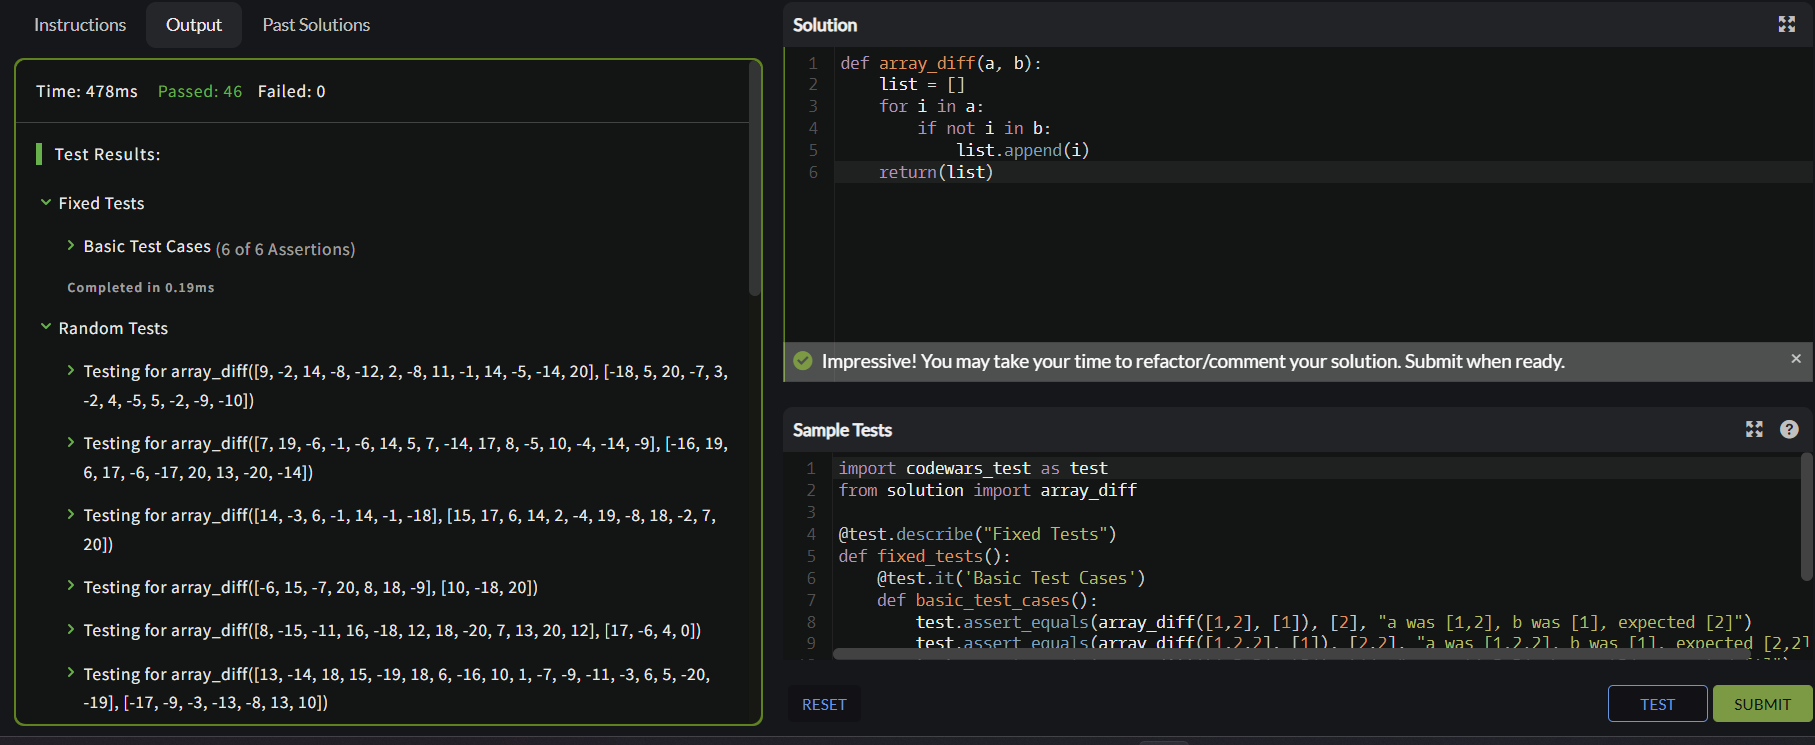 Instructions
Output
Past Solutions
Time: 478ms Passed: 46 Failed: 0
Test Results:
Fixed Tests
Basic Test Cases (6 of 6 Assertions)
Completed in 0.19ms
Random Tests
Testing for array_diff([9, -2, 14, -8, -12, 2, -8, 11, -1, 14, -5, -14, 20], [-18, 5, 20, -7, 3,
-2, 4, -5, 5, -2, -9, -10])
Testing for array_diff([7, 19, -6, -1, -6, 14, 5, 7, -14, 17, 8, -5, 10, -4, -14, -9], [-16, 19,
6, 17, -6, -17, 20, 13, -20, -14])
Testing for array_diff([14, -3, 6, -1, 14, -1, -18], [15, 17, 6, 14, 2, -4, 19, -8, 18, -2, 7,
20])
Testing for array_diff([-6, 15, -7, 20, 8, 18, -9], [10, -18, 20])
Testing for array_diff([8, -15, -11, 16, -18, 12, 18, -20, 7, 13, 20, 12], [17, -6, 4, 0])
Testing for array_diff([13, -14, 18, 15, -19, 18, 6, -16, 10, 1, -7, -9, -11, -3, 6, 5, -20,
-19], [-17, -9, -3, -13, -8, 13, 10])
Solution
1 def array_diff(a, b):
2 list = []
3 for i in a:
4 if not i in b:
5 list.append(i)
6 return(list)
Impressive! You may take your time to refactor/comment your solution. Submit when ready.
Sample Tests
1 import codewars_test as test
2 from solution import array_diff
3
4 @test.describe("Fixed Tests")
5 def fixed_tests():
6 @test.it('Basic Test Cases')
7 def basic_test_cases():
8 test.assert_equals(array_diff([1,2], [1]), [2], "a was [1,2], b was [1], expected [2]")
9 test.assert_equals(array_diff([1,2,2], [1]), [2,2], "a was [1,2,2], b was [1], expected [2,2]
RESET
TEST
SUBMIT